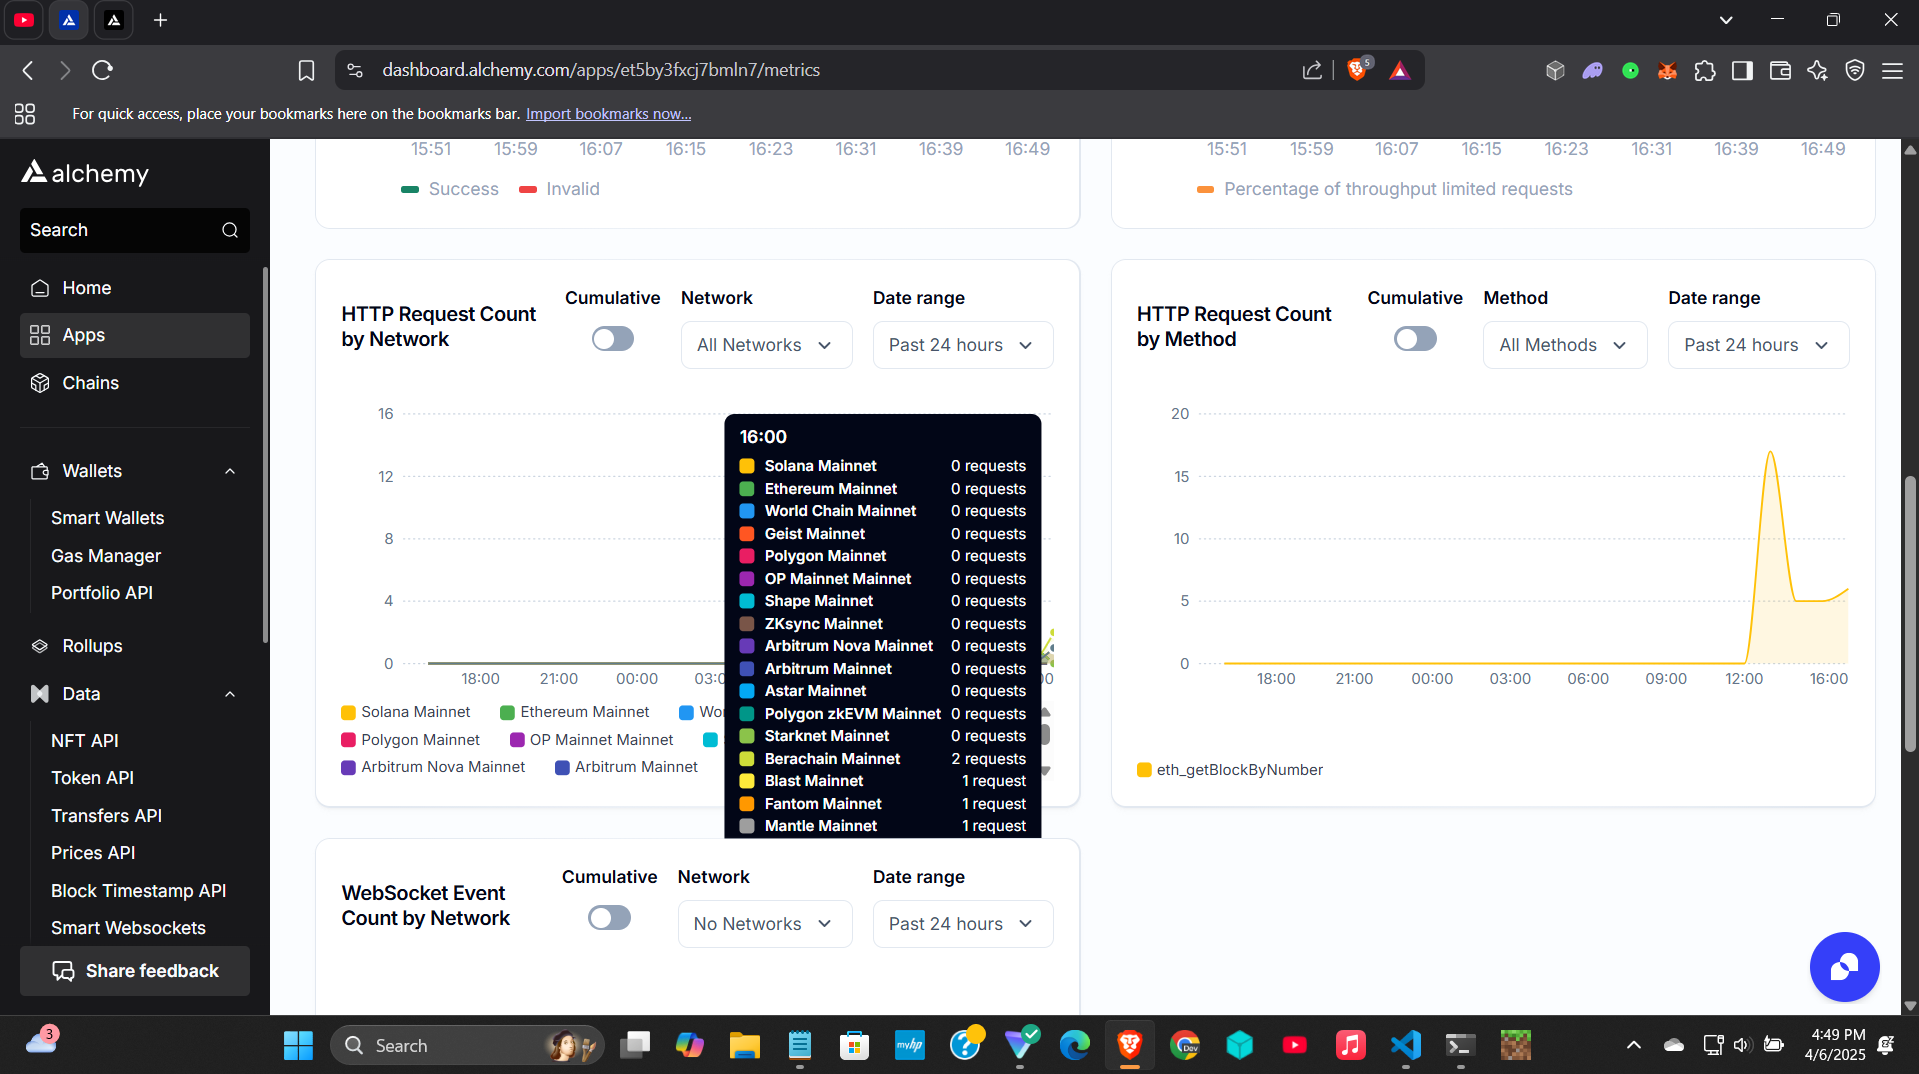 dashboard.alchemy.com/apps/et5by3fxcj7bmln7/metrics
5
For quick access, place your bookmarks here on the bookmarks bar. Import bookmarks now...
alchemy
Search
Home
Apps
Chains
Wallets
Smart Wallets
Gas Manager
Portfolio API
Rollups
Data
NFT API
Token API
Transfers API
Prices API
Block Timestamp API
Smart Websockets
Share feedback
15:51 15:59 16:07 16:15 16:23 16:31 16:39 16:49
Success Invalid
15:51 15:59 16:07 16:15 16:23 16:31 16:39 16:49
Percentage of throughput limited requests
HTTP Request Count
by Network
Cumulative
Network
All Networks
Date range
Past 24 hours
16
12
8
4
0
18:00 21:00 00:00 03:0 00
16:00
Solana Mainnet 0 requests
Ethereum Mainnet 0 requests
World Chain Mainnet 0 requests
Geist Mainnet 0 requests
Polygon Mainnet 0 requests
OP Mainnet Mainnet 0 requests
Shape Mainnet 0 requests
ZKsync Mainnet 0 requests
Arbitrum Nova Mainnet 0 requests
Arbitrum Mainnet 0 requests
Astar Mainnet 0 requests
Polygon zkEVM Mainnet 0 requests
Starknet Mainnet 0 requests
Berachain Mainnet 2 requests
Blast Mainnet 1 request
Fantom Mainnet 1 request
Mantle Mainnet 1 request
Solana Mainnet Ethereum Mainnet Wor
Polygon Mainnet OP Mainnet Mainnet
Arbitrum Nova Mainnet Arbitrum Mainnet
HTTP Request Count
by Method
Cumulative
Method
All Methods
Date range
Past 24 hours
20
15
10
5
0
18:00 21:00 00:00 03:00 06:00 09:00 12:00 16:00
eth_getBlockByNumber
WebSocket Event
Count by Network
Cumulative
Network
No Networks
Date range
Past 24 hours
3
Search
myhp
Dev
4:49 PM
4/6/2025